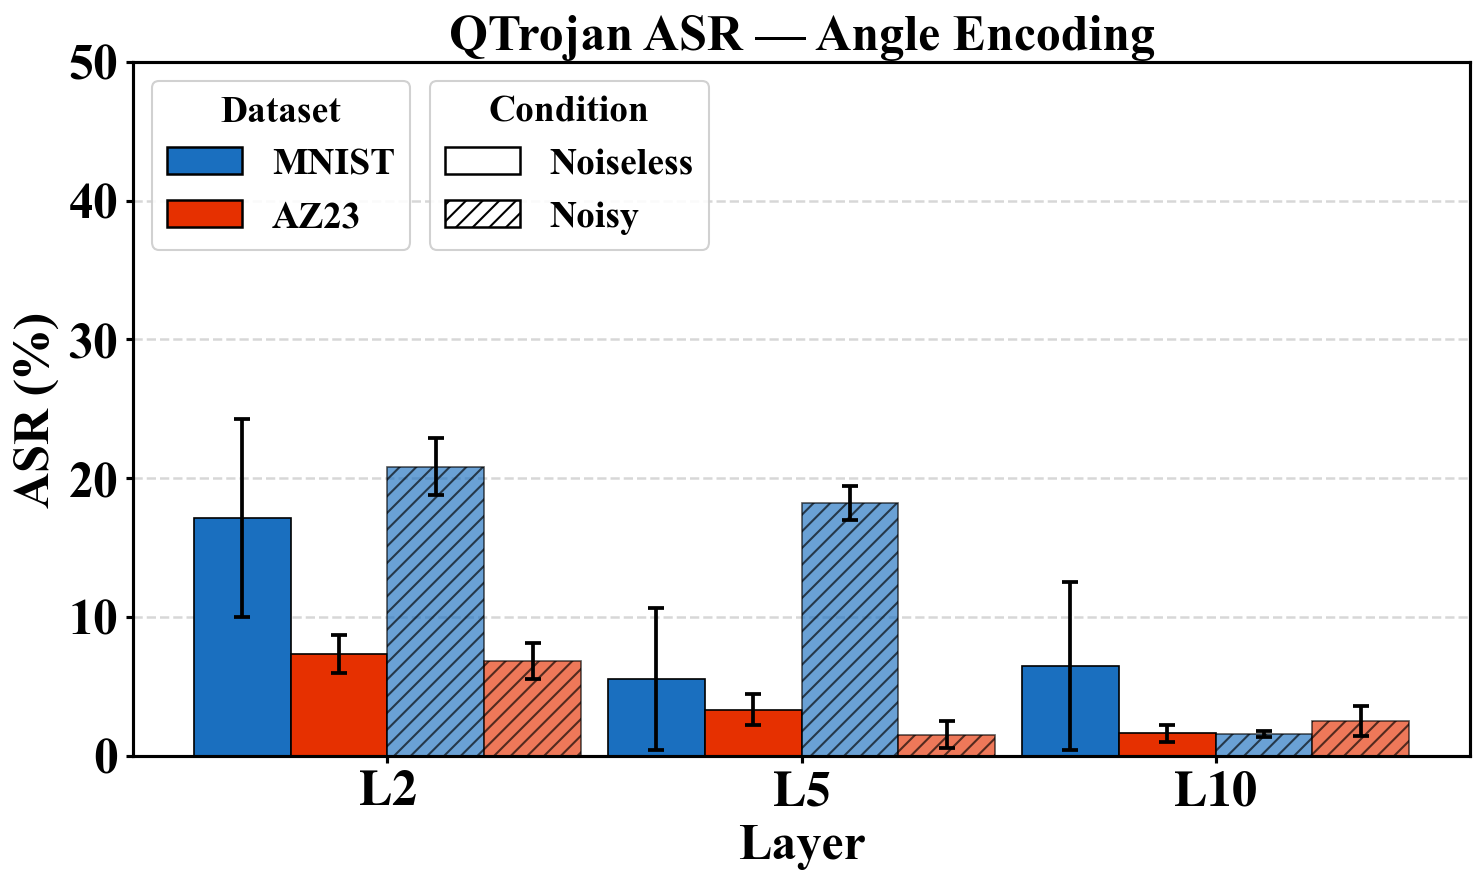 QTrojan ASR — Angle Encoding
50
40
30
20
10
0
ASR (%)
Dataset
MNIST
AZ23
Condition
Noiseless
Noisy
L2
L5
L10
Layer